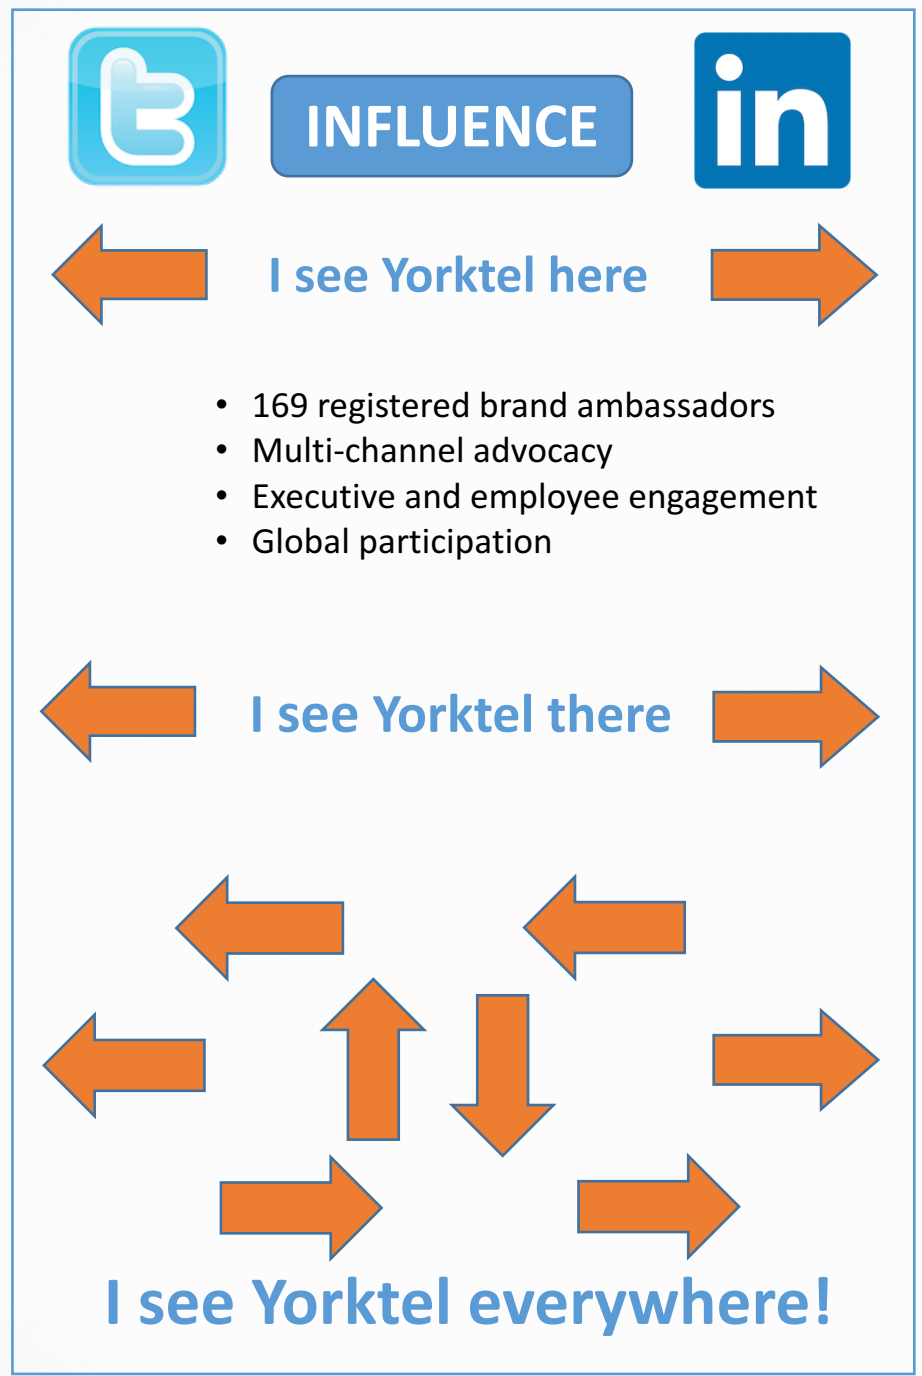 t
INFLUENCE
in
I see Yorktel here
• 169 registered brand ambassadors
• Multi-channel advocacy
• Executive and employee engagement
• Global participation
I see Yorktel there
I see Yorktel everywhere!